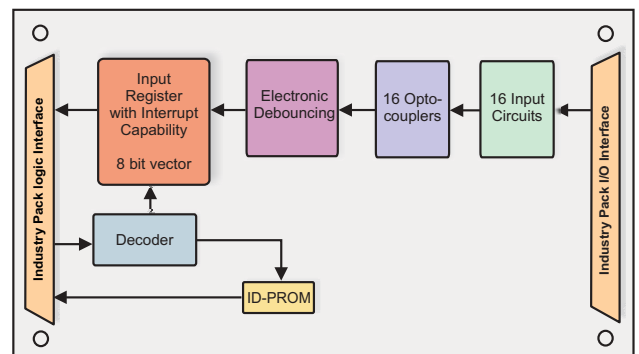 Industry Pack logic Interface
Input
Register
with Interrupt
Capability
8 bit vector
Electronic
Debouncing
16 Opto-
couplers
16 Input
Circuits
Industry Pack I/O Interface
Decoder
ID-PROM